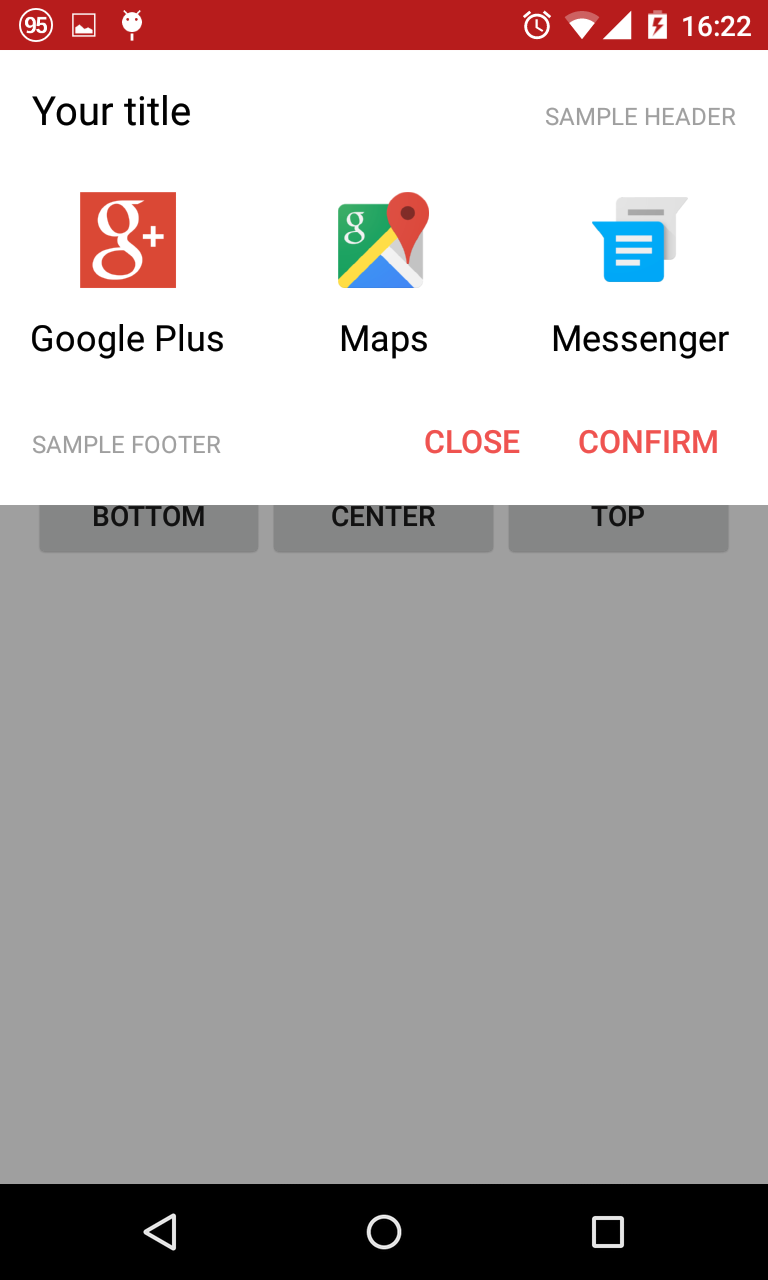 95 16:22
Your title SAMPLE HEADER
g+ g
Google Plus Maps Messenger
SAMPLE FOOTER CLOSE CONFIRM
BOTTOM CENTER TOP